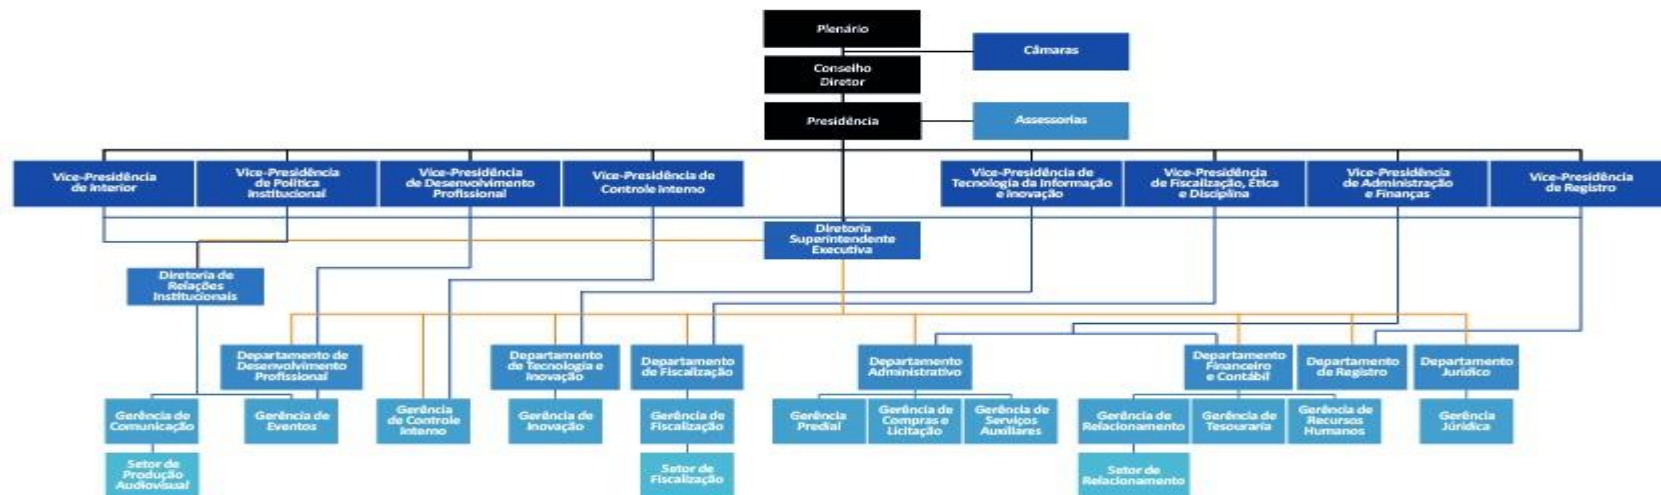 Plenário
Câmaras
Conselho
Diretor
Presidência
Assessorias
Vice-Presidência
de Interior
Vice-Presidência
de Política
Institucional
Vice-Presidência
de Desenvolvimento
Profissional
Vice-Presidência de
Controle Interno
Vice-Presidência de
Tecnologia da Informação
e Inovação
Vice-Presidência
de Fiscalização, Ética
e Disciplina
Vice-Presidência
de Administração
e Finanças
Vice-Presidência
de Registro
Diretoria
Superintendente
Executiva
Diretoria de
Relações
Institucionais
Departamento de
Desenvolvimento
Profissional
Departamento
de Tecnologia e
Inovação
Departamento
de Fiscalização
Departamento
Administrativo
Departamento
Financeiro
e Contábil
Departamento
de Registro
Departamento
Jurídico
Gerência de
Comunicação
Gerência de
Eventos
Gerência
de Controle
Interno
Gerência de
Inovação
Gerência de
Fiscalização
Gerência
Predial
Gerência de
Compras e
Licitação
Gerência de
Serviços
Auxiliares
Gerência de
Relacionamento
Gerência de
Tesouraria
Gerência de
Recursos
Humanos
Gerência
Júridica
Setor de
Produção
Audiovisual
Setor de
Fiscalização
Setor de
Relacionamento